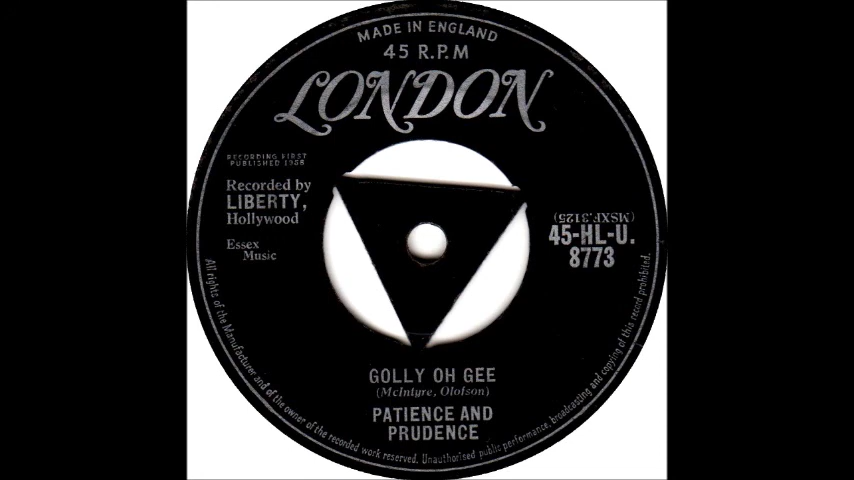 MADE IN ENGLAND
45 R.P.M
LONDON
RECORDING FIRST
PUBLISHED 1958
Recorded by
LIBERTY,
Hollywood
Essex
Music
(MSXF.3125)
45-HL-U.
8773
GOLLY OH GEE
(McIntyre, Olofson)
PATIENCE AND
PRUDENCE
All rights of the Manufacturer and of the owner of the recorded work reserved. Unauthorised public performance, broadcasting and copying of this record prohibited.